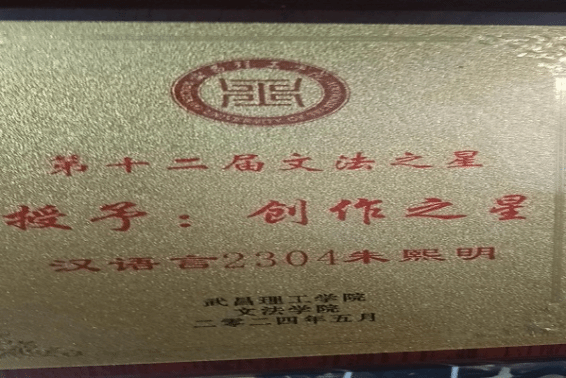 第十二届文法之星
授予：创作之星
汉语言2304朱熙明
武昌理工学院
文法学院
二零二四年五月